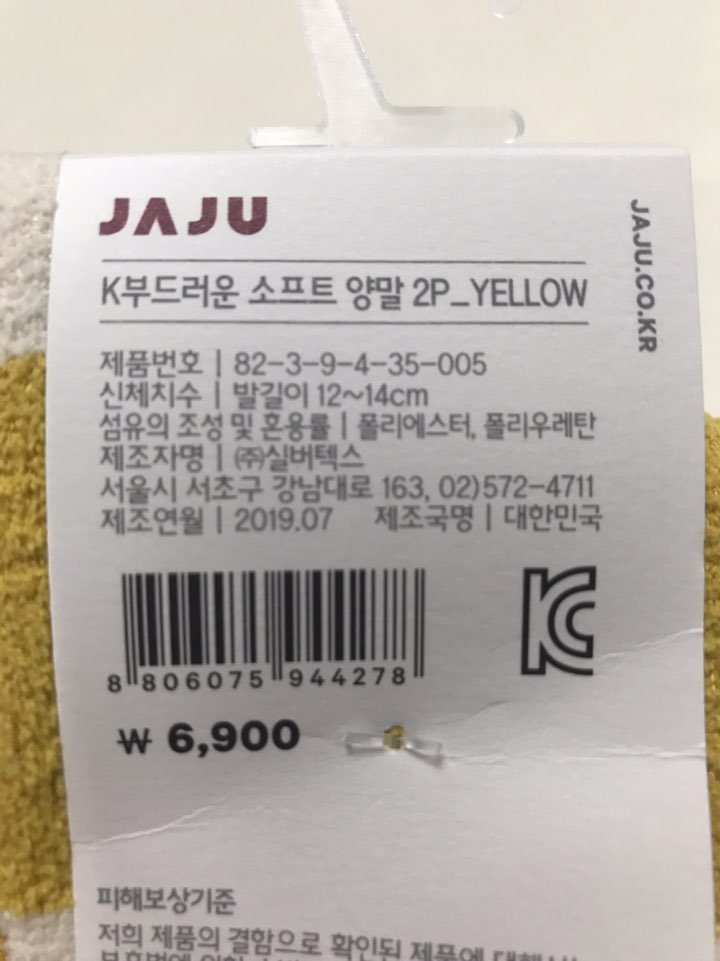 JAJU
JAJU.CO.KR
K부드러운 소프트 양말 2P_YELLOW
제품번호 | 82-3-9-4-35-005
신체치수 | 발길이 12~14cm
섬유의 조성 및 혼용률 | 폴리에스터, 폴리우레탄
제조자명 | ㈜실버텍스
서울시 서초구 강남대로 163, 02)572-4711
제조연월 | 2019.07 제조국명 | 대한민국
8 806075 944278
KC
₩ 6,900
피해보상기준
저희 제품의 결함으로 확인된 제품에